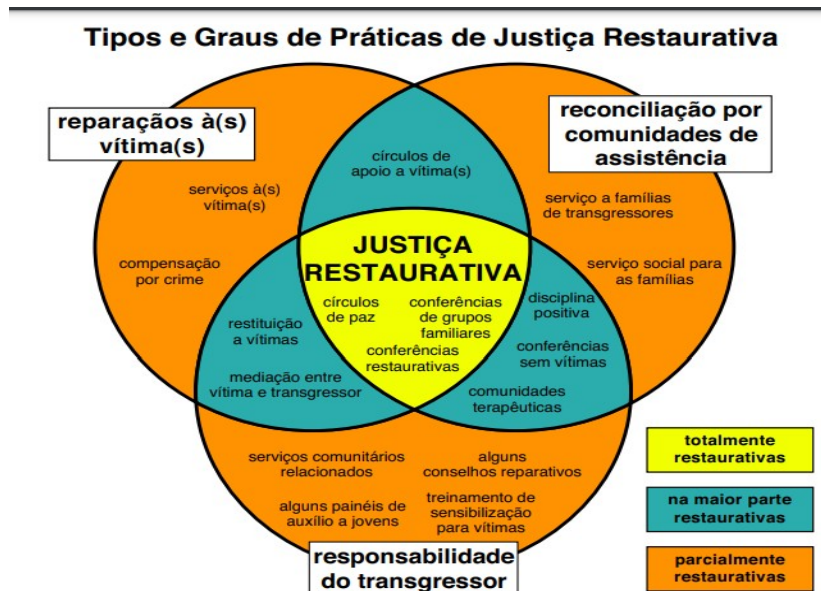 Tipos e Graus de Práticas de Justiça Restaurativa
reparaçãos à(s)
vítima(s)
reconciliação por
comunidades de
assistência
círculos de
apoio a vítima(s)
serviços à(s)
vítima(s)
serviço a famílias
de transgressores
compensação
por crime
serviço social para
as famílias
JUSTIÇA
RESTAURATIVA
círculos
de paz
conferências
de grupos
familiares
conferências
restaurativas
disciplina
positiva
restituição
a vítimas
conferências
sem vítimas
mediação entre
vítima e transgressor
comunidades
terapêuticas
serviços comunitários
relacionados
alguns
conselhos reparativos
alguns painéis de
auxílio a jovens
treinamento de
sensibilização
para vítimas
responsabilidade
do transgressor
totalmente
restaurativas
na maior parte
restaurativas
parcialmente
restaurativas